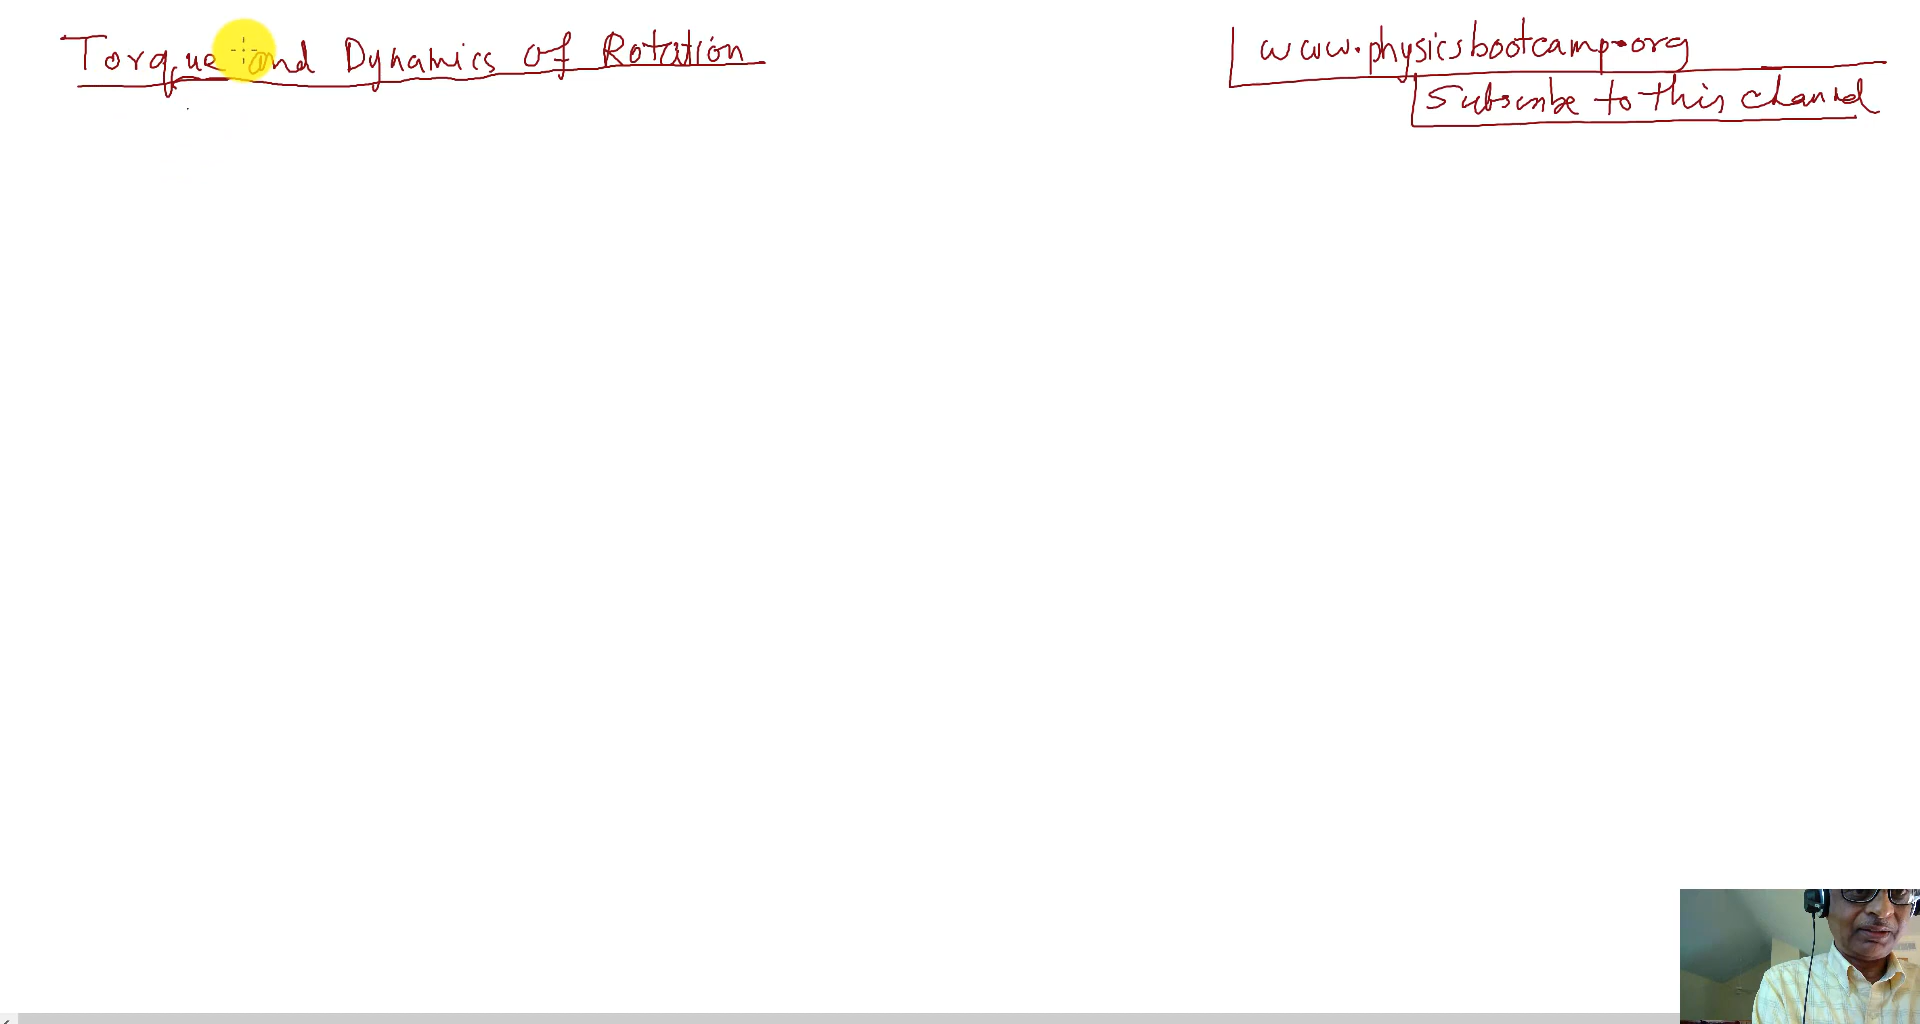 Torque and Dynamics of Rotation
www.physicsbootcamp.org
Subscribe to this channel